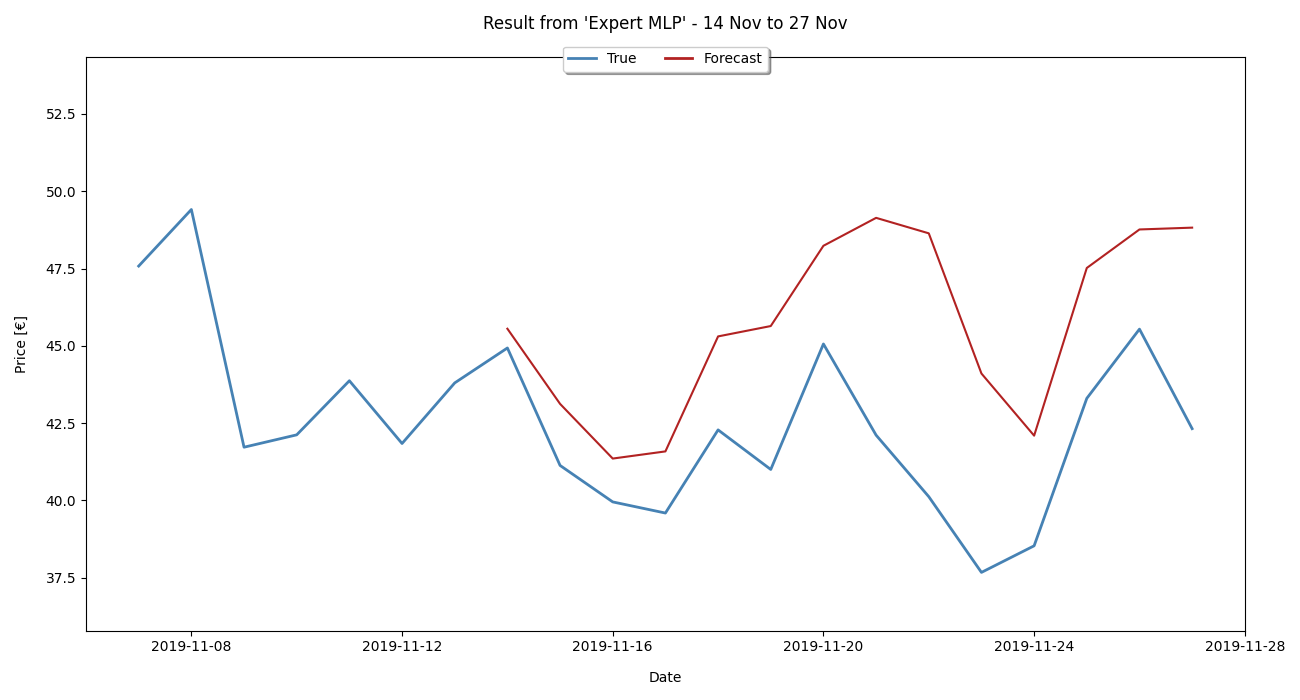 Result from 'Expert MLP' - 14 Nov to 27 Nov
True Forecast
52.5
50.0
47.5
45.0
42.5
40.0
37.5
Price [€]
2019-11-08 2019-11-12 2019-11-16 2019-11-20 2019-11-24 2019-11-28
Date